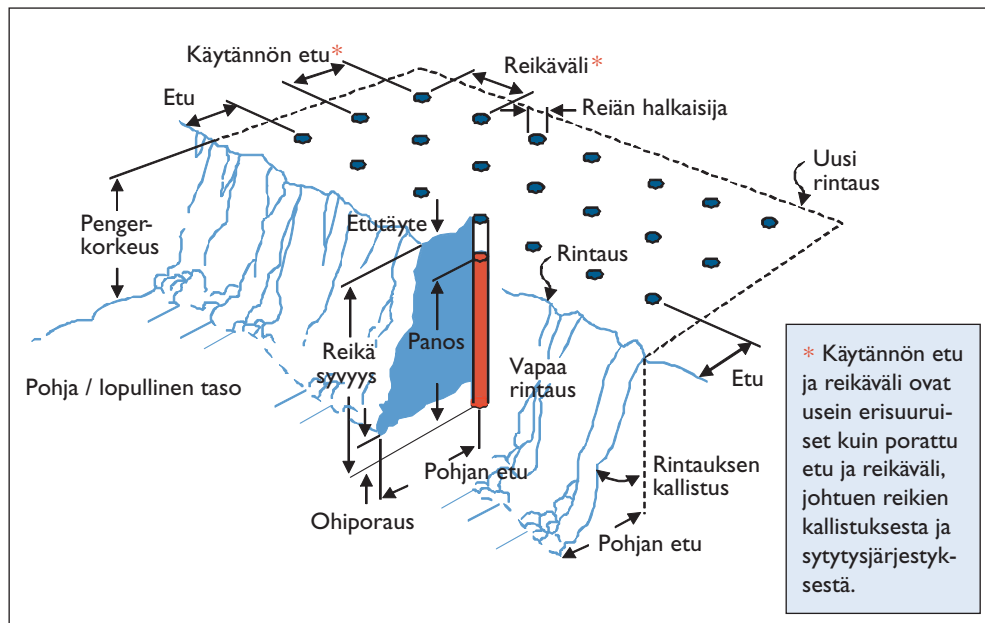 Käytännön etu*
Reikäväli*
Etu
Reiän halkaisija
Uusi
rintaus
Penger-
korkeus
Etutäyte
Rintaus
Reikä
syvyys
Panos
Vapaa
rintaus
Etu
Pohja / lopullinen taso
Pohjan etu
Rintauksen
kallistus
Ohiporaus
Pohjan etu
* Käytännön etu
ja reikäväli ovat
usein erisuurui-
set kuin porattu
etu ja reikäväli,
johtuen reikien
kallistuksesta ja
sytytysjärjestyk-
sestä.